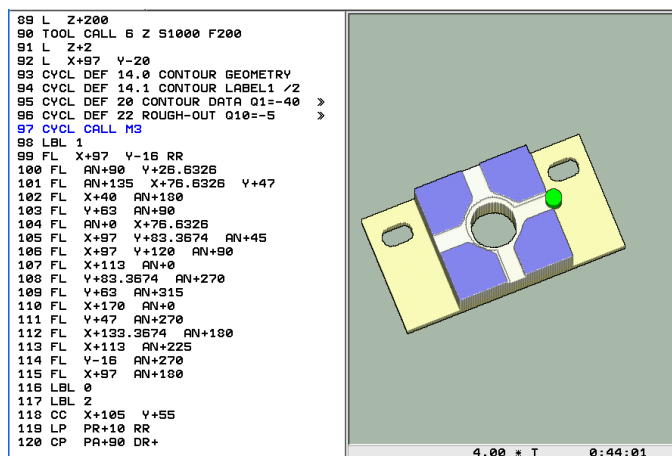 89 L Z+200
90 TOOL CALL 6 Z S1000 F200
91 L Z+2
92 L X+97 Y-20
93 CYCL DEF 14.0 CONTOUR GEOMETRY
94 CYCL DEF 14.1 CONTOUR LABEL1 /2
95 CYCL DEF 20 CONTOUR DATA Q1=-40 »
96 CYCL DEF 22 ROUGH-OUT Q10=-5 »
97 CYCL CALL M3
98 LBL 1
99 FL X+97 Y-16 RR
100 FL AN+90 Y+26.6326
101 FL AN+135 X+76.6326 Y+47
102 FL X+40 AN+180
103 FL Y+63 AN+90
104 FL AN+0 X+76.6326
105 FL X+97 Y+83.3674 AN+45
106 FL X+97 Y+120 AN+90
107 FL X+113 AN+0
108 FL Y+83.3674 AN+270
109 FL Y+63 AN+315
110 FL X+170 AN+0
111 FL Y+47 AN+270
112 FL X+133.3674 AN+180
113 FL X+113 AN+225
114 FL Y-16 AN+270
115 FL X+97 AN+180
116 LBL 0
117 LBL 2
118 CC X+105 Y+55
119 LP PR+10 RR
120 CP PA+90 DR+
4.00 * T 0:44:01